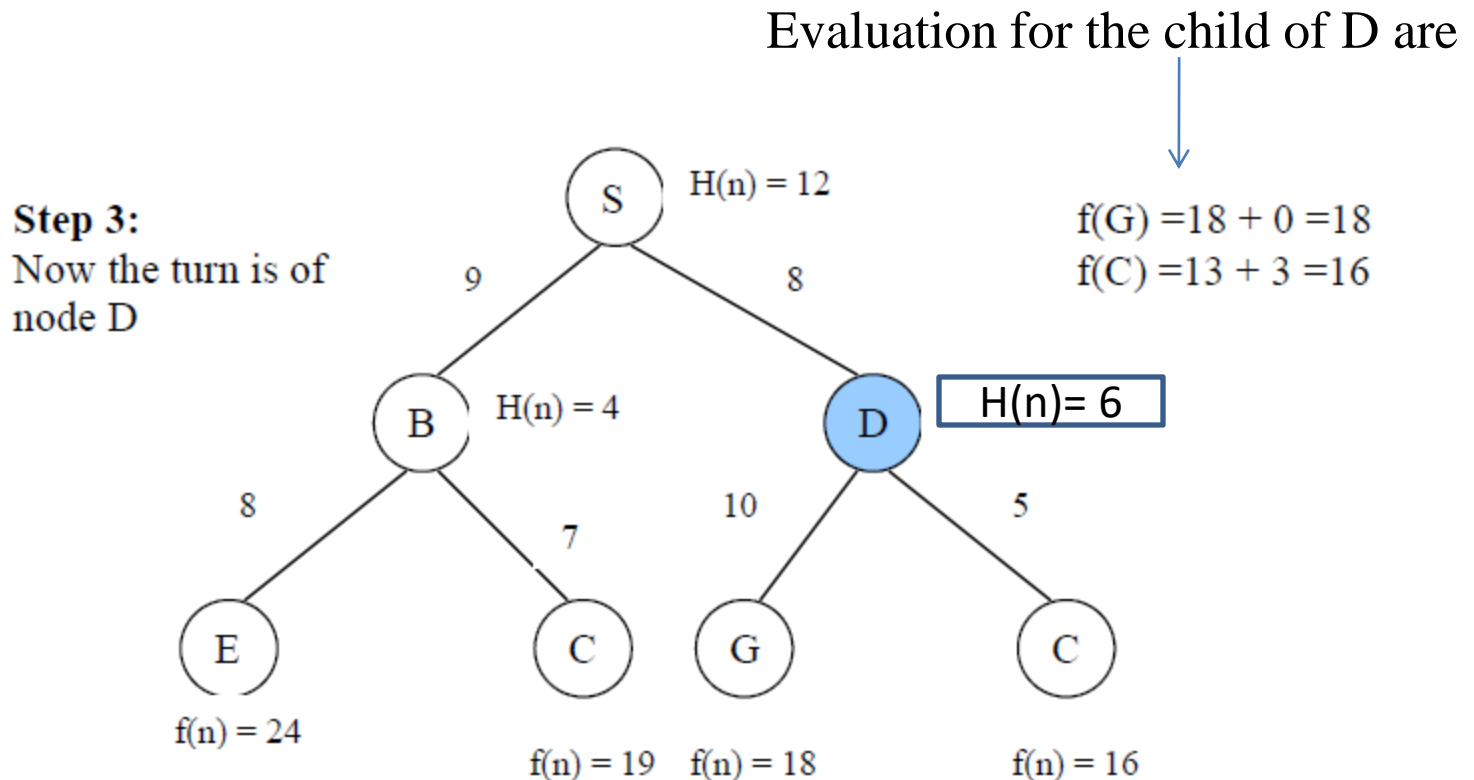 Evaluation for the child of D are
Step 3:
Now the turn is of
node D
S
H(n) = 12
f(G) =18 + 0 =18
f(C) =13 + 3 =16
9
8
B
H(n) = 4
D
H(n)= 6
8
7
10
5
E
C
G
C
f(n) = 24
f(n) = 19
f(n) = 18
f(n) = 16